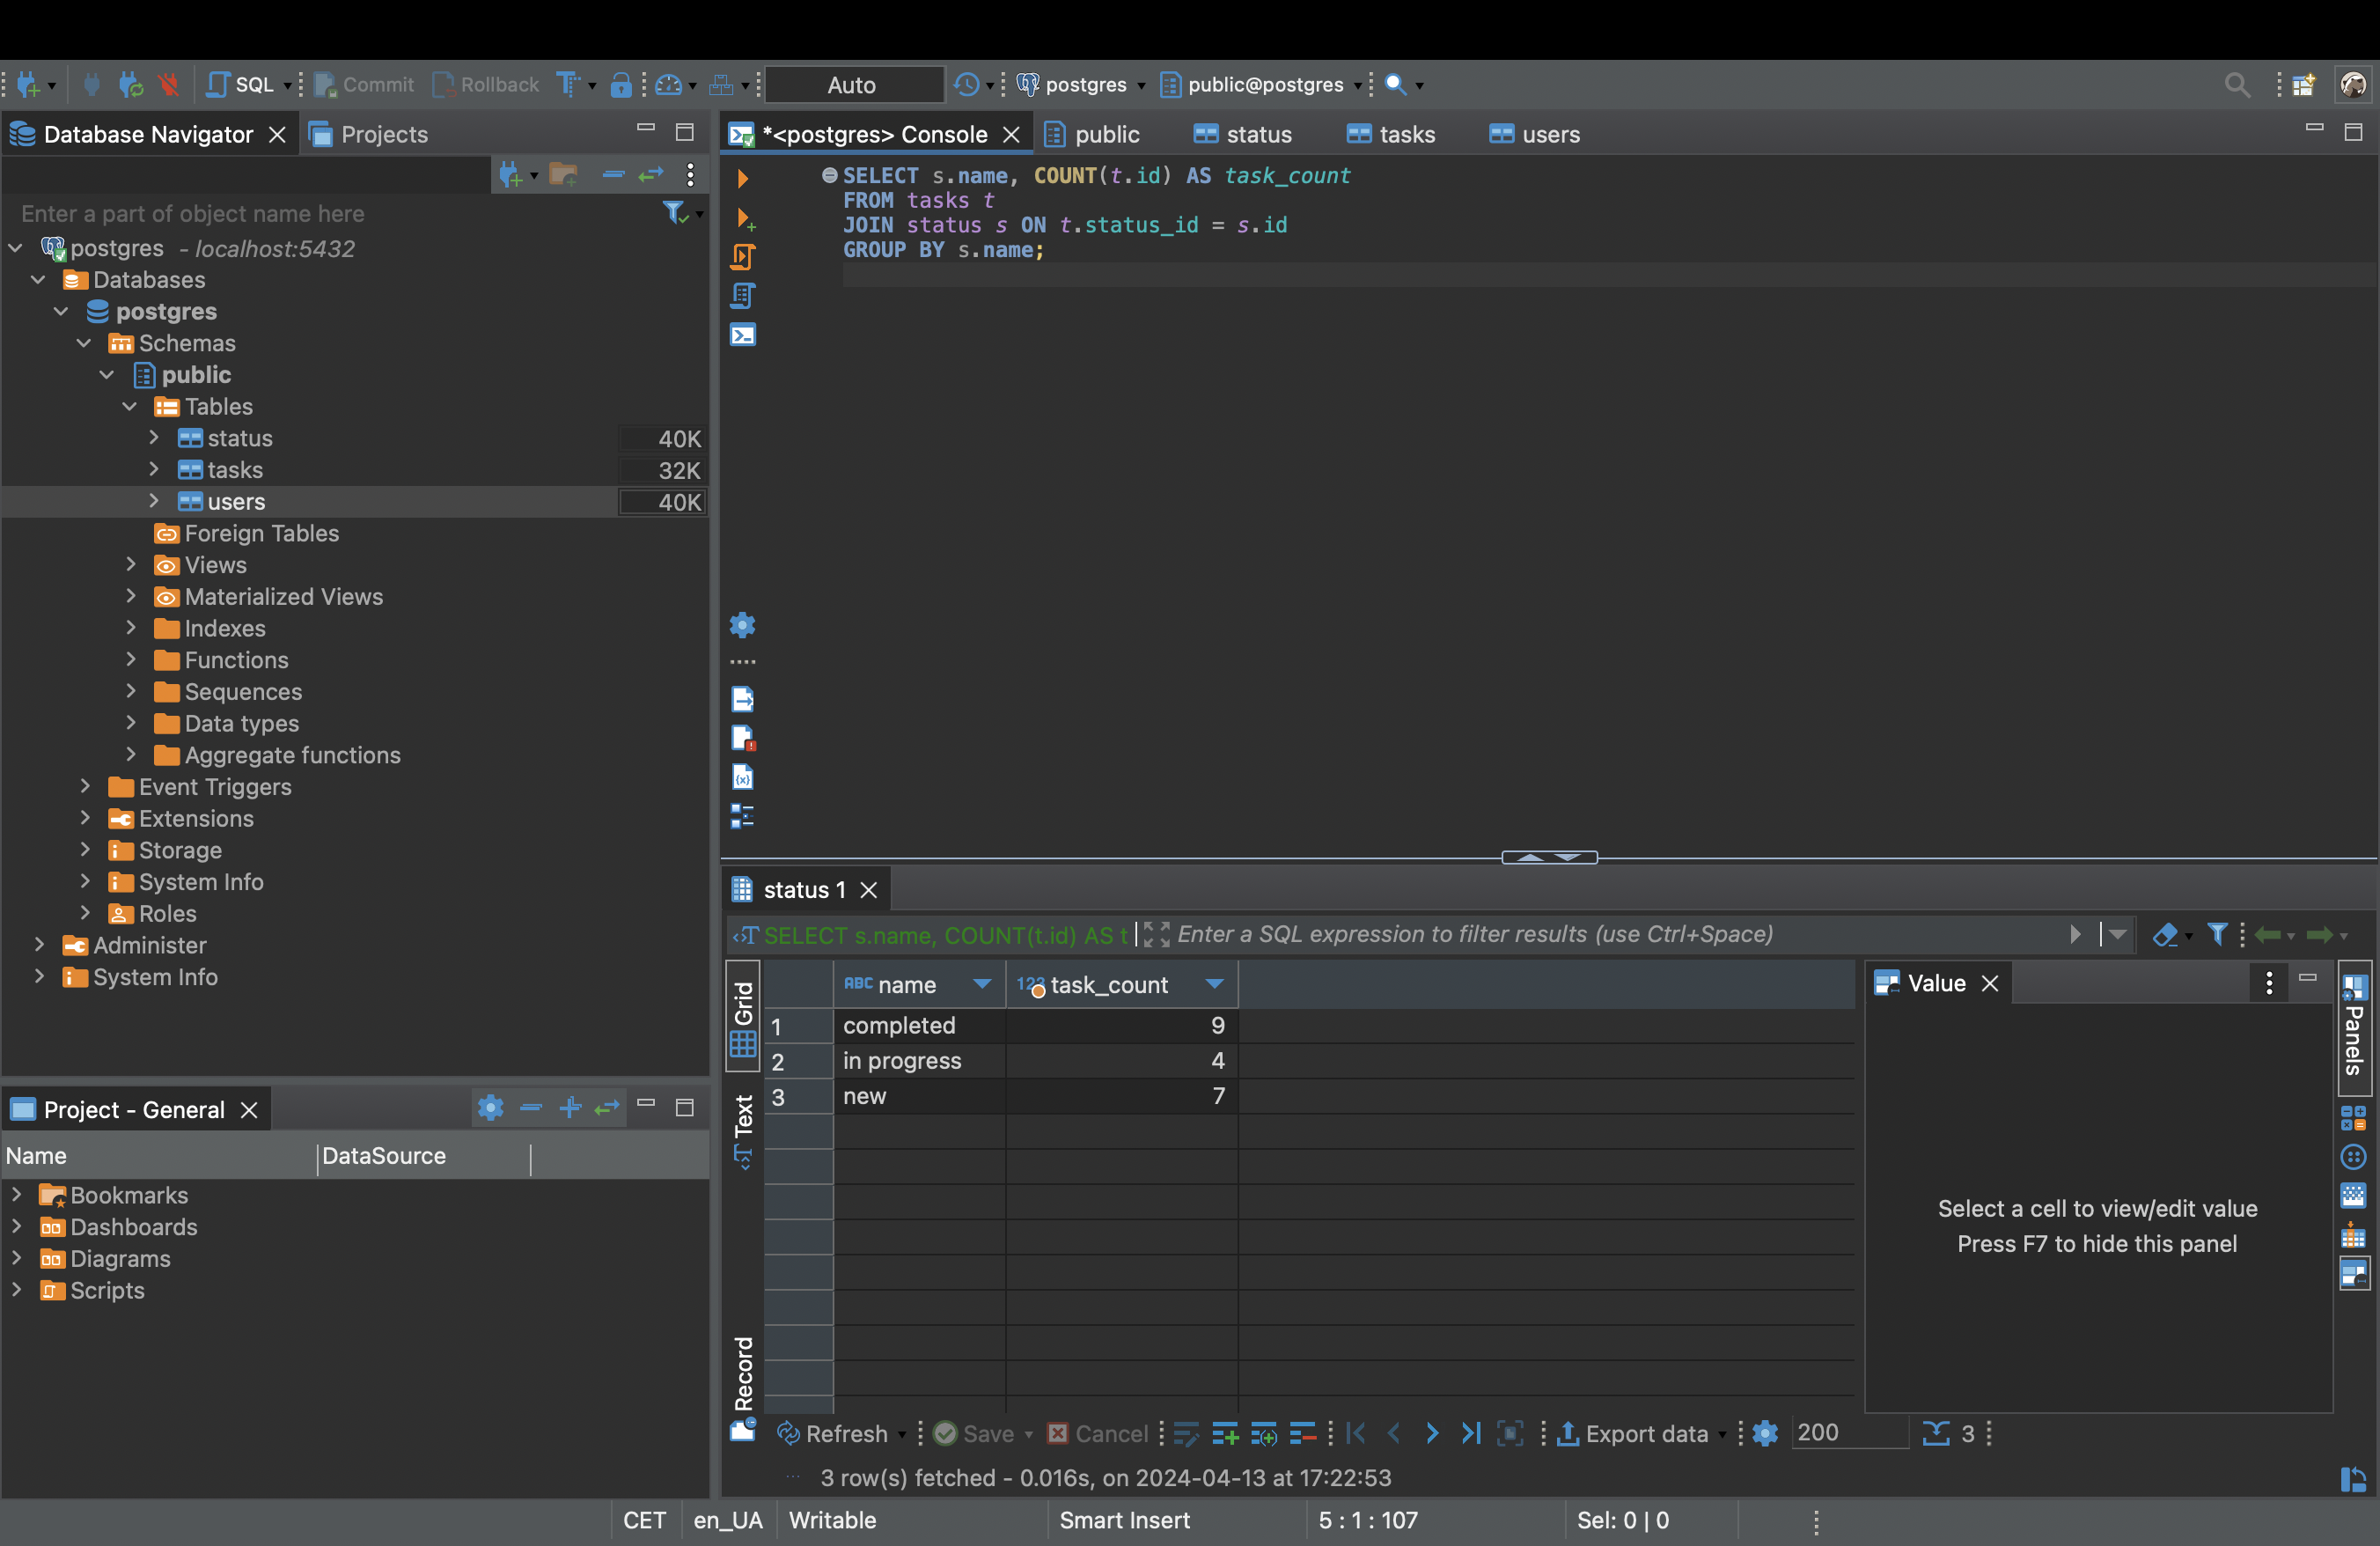 SQL Commit Rollback Auto postgres public@postgres
Database Navigator Projects
Enter a part of object name here
postgres - localhost:5432
Databases
postgres
Schemas
public
Tables
status 40K
tasks 32K
users 40K
Foreign Tables
Views
Materialized Views
Indexes
Functions
Sequences
Data types
Aggregate functions
Event Triggers
Extensions
Storage
System Info
Roles
Administer
System Info
Project - General
Name DataSource
Bookmarks
Dashboards
Diagrams
Scripts
*<postgres> Console public status tasks users
SELECT s.name, COUNT(t.id) AS task_count
FROM tasks t
JOIN status s ON t.status_id = s.id
GROUP BY s.name;
status 1
SELECT s.name, COUNT(t.id) AS t Enter a SQL expression to filter results (use Ctrl+Space)
Grid
Text
Record
ABC name 123 task_count
1 completed 9
2 in progress 4
3 new 7
Value
Select a cell to view/edit value
Press F7 to hide this panel
Panels
Refresh Save Cancel Export data 200 3
3 row(s) fetched - 0.016s, on 2024-04-13 at 17:22:53
CET en_UA Writable Smart Insert 5 : 1 : 107 Sel: 0 | 0